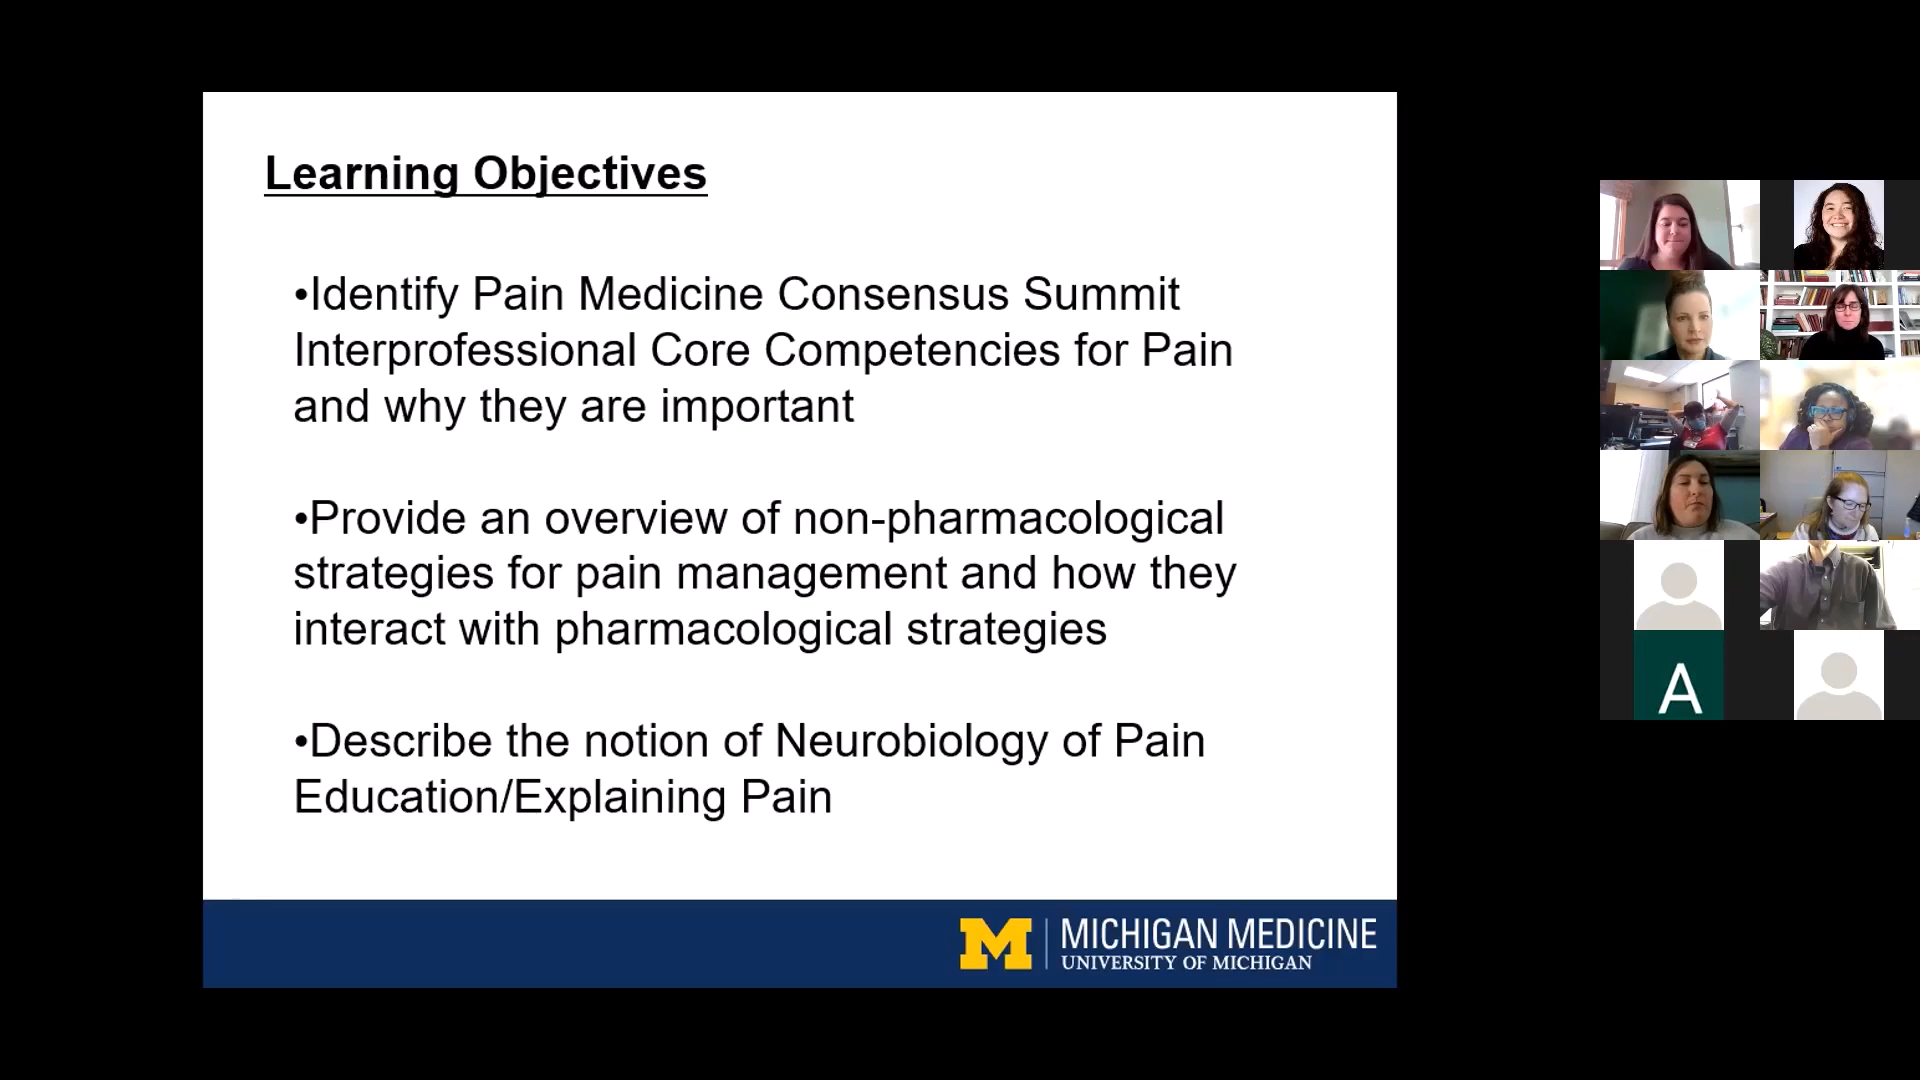 Learning Objectives
•Identify Pain Medicine Consensus Summit
Interprofessional Core Competencies for Pain
and why they are important
•Provide an overview of non-pharmacological
strategies for pain management and how they
interact with pharmacological strategies
•Describe the notion of Neurobiology of Pain
Education/Explaining Pain
M MICHIGAN MEDICINE
UNIVERSITY OF MICHIGAN
A